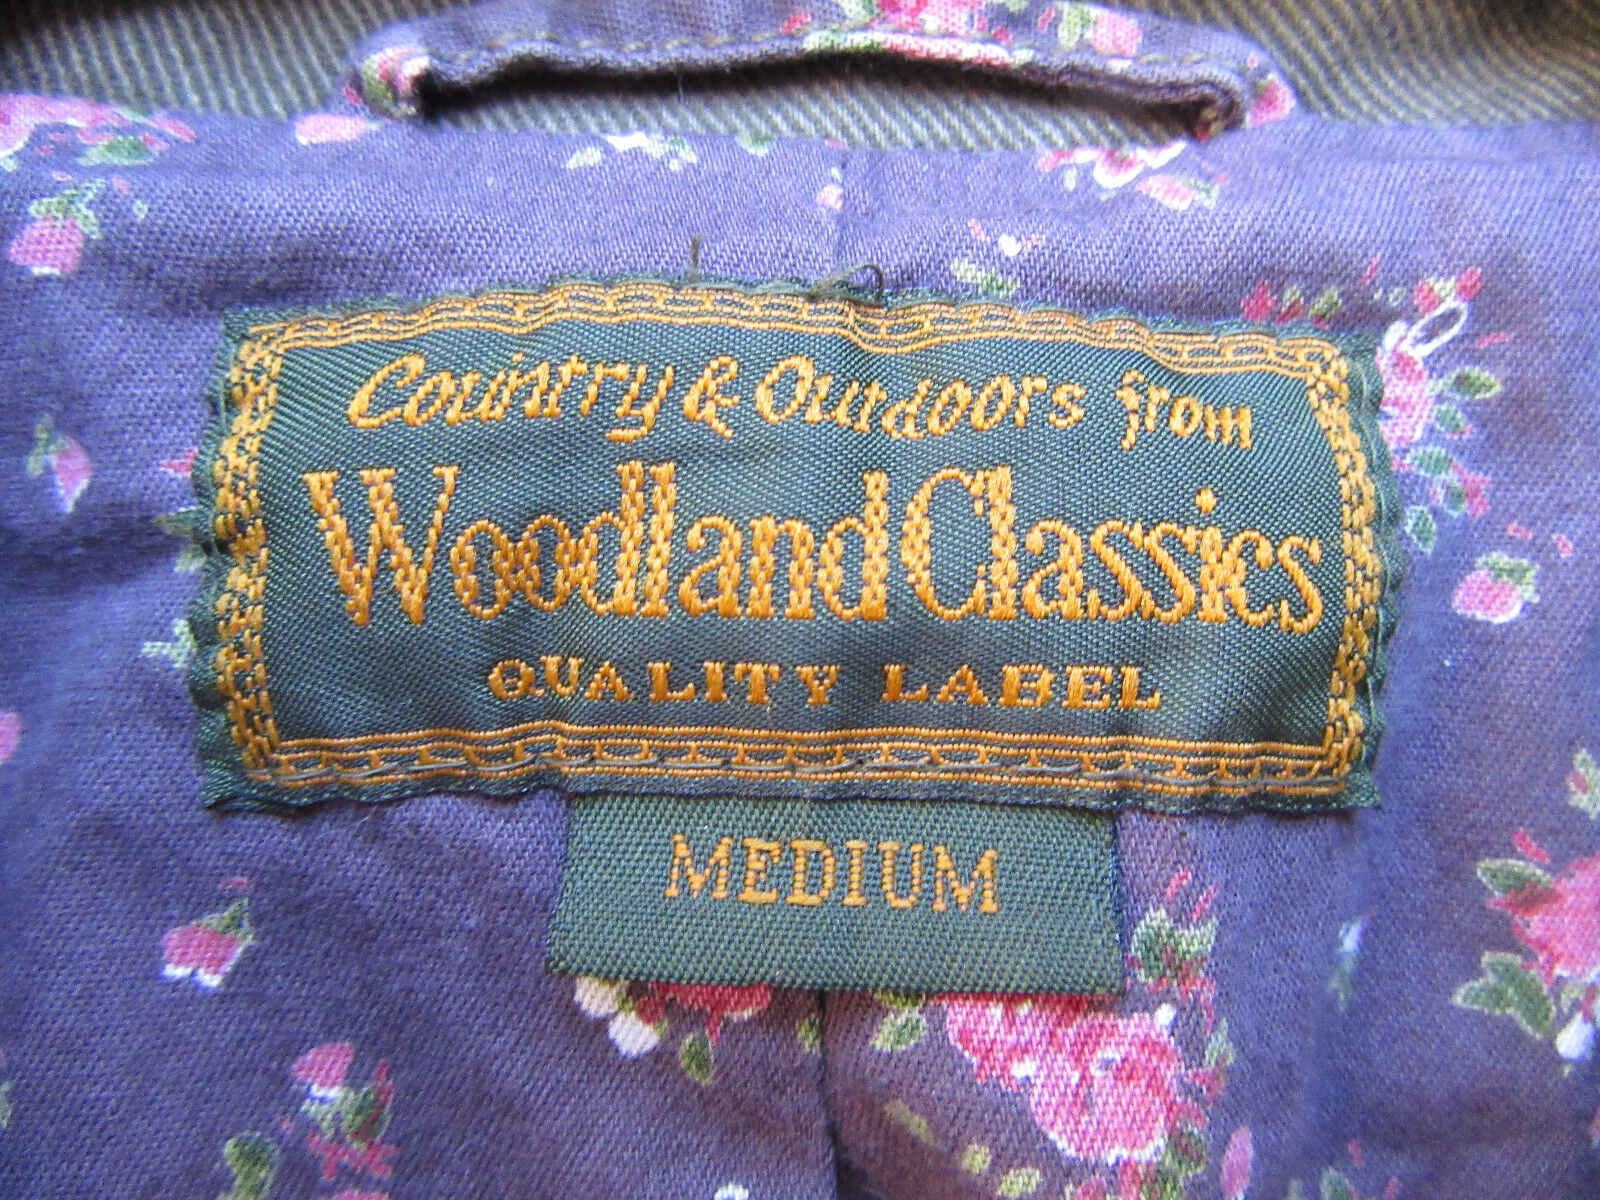 Country & Outdoors from
Woodland Classics
QUALITY LABEL
MEDIUM